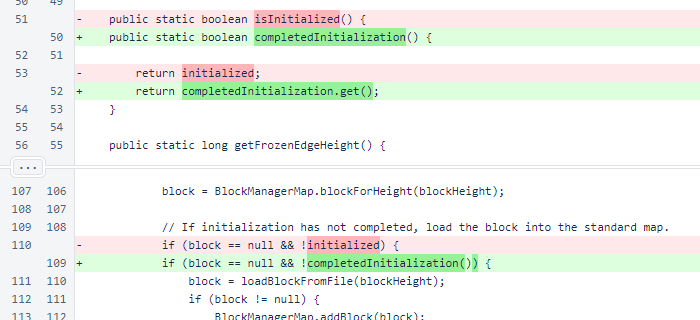 50 49
51 - public static boolean isInitialized() {
50 + public static boolean completedInitialization() {
52 51
53 - return initialized;
52 + return completedInitialization.get();
54 53 }
55 54
56 55 public static long getFrozenEdgeHeight() {
...
107 106 block = BlockManagerMap.blockForHeight(blockHeight);
108 107
109 108 // If initialization has not completed, load the block into the standard map.
110 - if (block == null && !initialized) {
109 + if (block == null && !completedInitialization()) {
111 110 block = loadBlockFromFile(blockHeight);
112 111 if (block != null) {
113 112 BlockManagerMap.addBlock(block);